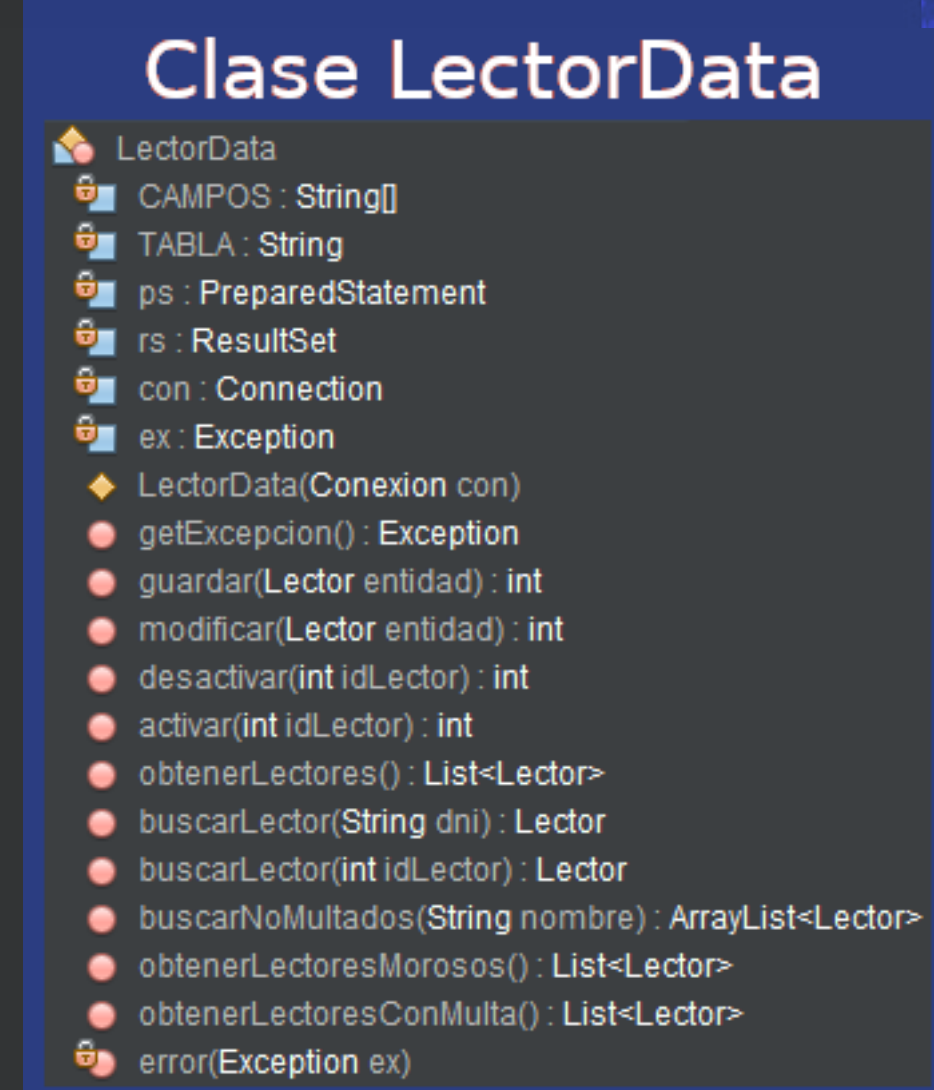 Clase LectorData
LectorData
CAMPOS : String[]
TABLA : String
ps : PreparedStatement
rs : ResultSet
con : Connection
ex : Exception
LectorData(Conexion con)
getExcepcion() : Exception
guardar(Lector entidad) : int
modificar(Lector entidad) : int
desactivar(int idLector) : int
activar(int idLector) : int
obtenerLectores() : List<Lector>
buscarLector(String dni) : Lector
buscarLector(int idLector) : Lector
buscarNoMultados(String nombre) : ArrayList<Lector>
obtenerLectoresMorosos() : List<Lector>
obtenerLectoresConMulta() : List<Lector>
error(Exception ex)